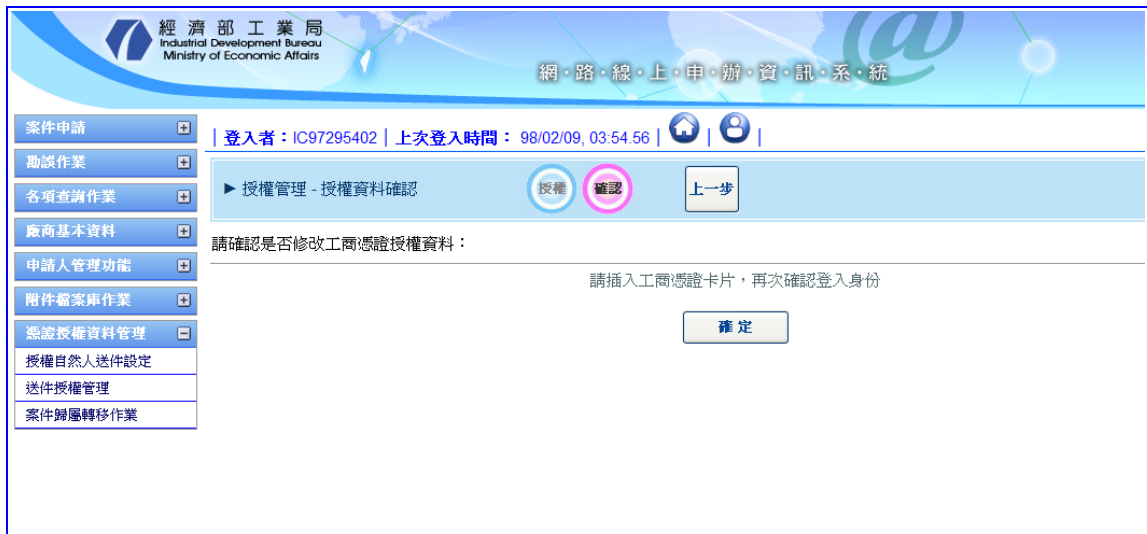 經濟部工業局
Industrial Development Bureau
Ministry of Economic Affairs
網・路・線・上・申・辦・資・訊・系・統
案件申請
勘誤作業
各項查詢作業
廠商基本資料
申請人管理功能
附件檔案庫作業
憑證授權資料管理
授權自然人送件設定
送件授權管理
案件歸屬轉移作業
| 登入者：IC97295402 | 上次登入時間： 98/02/09, 03:54.56 | | |
► 授權管理 - 授權資料確認
授權
確認
上一步
請確認是否修改工商憑證授權資料：
請插入工商憑證卡片，再次確認登入身份
確定